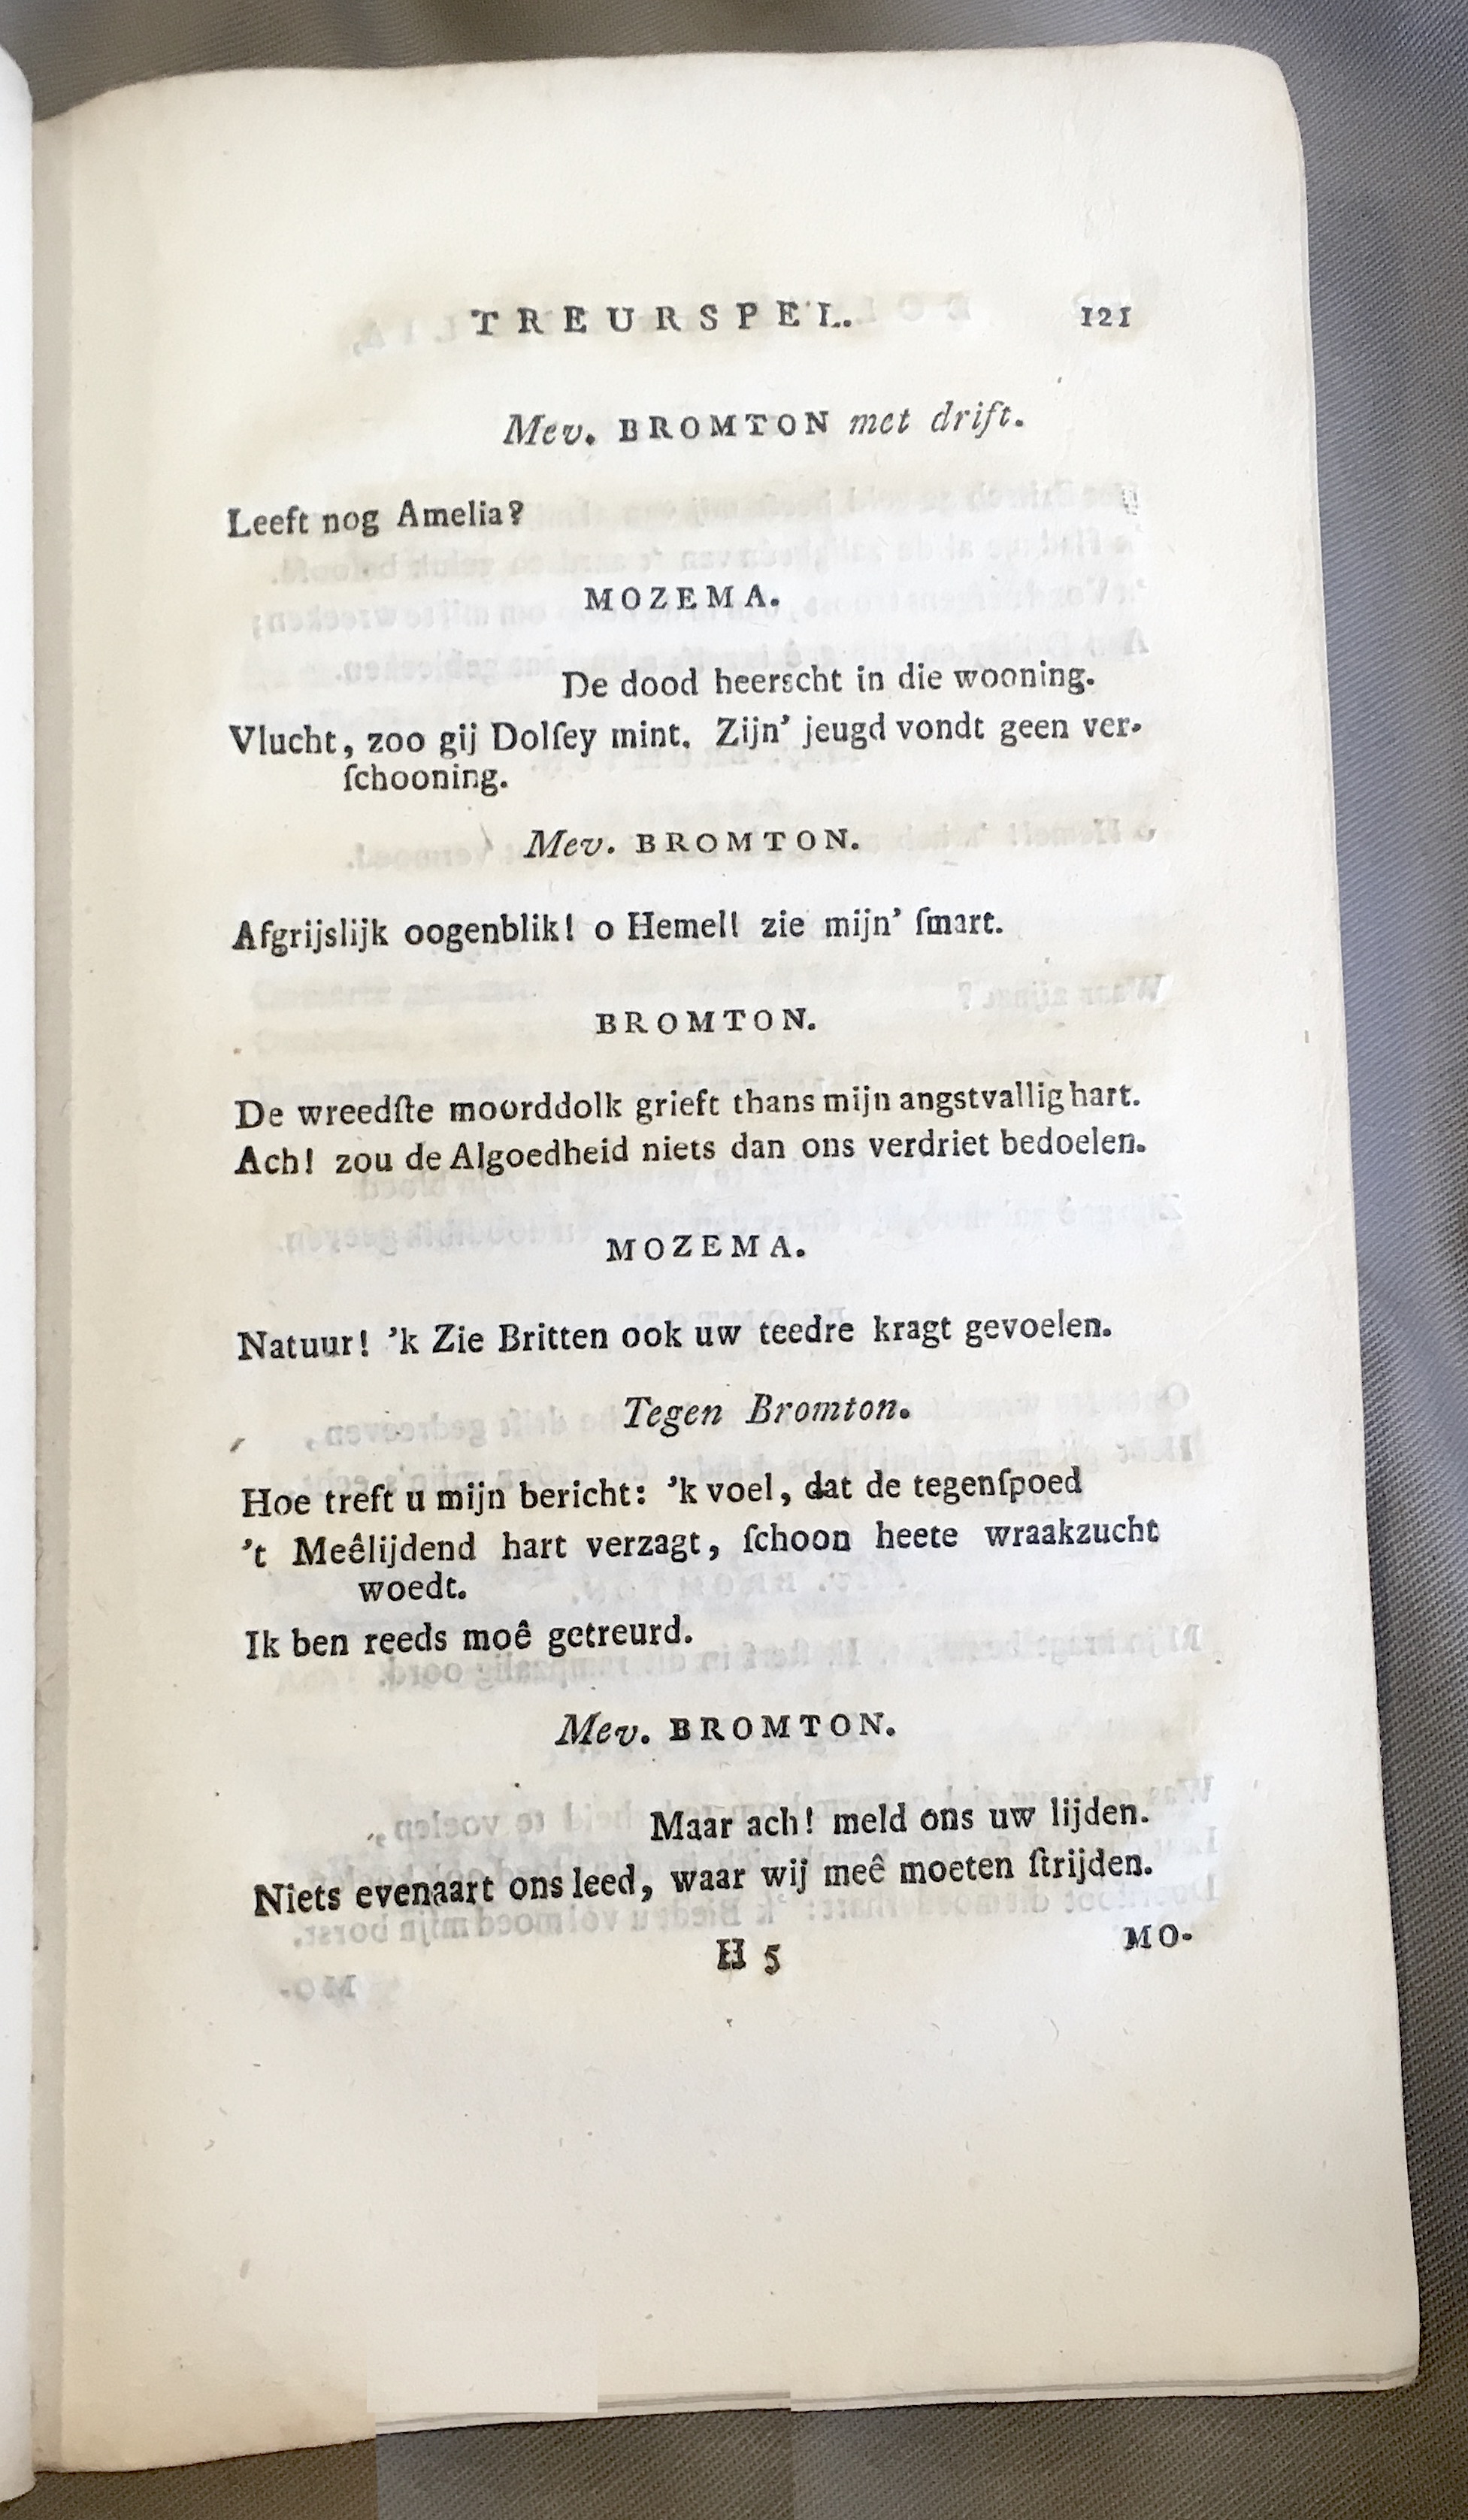 TREURSPEL. 121
Mev. BROMTON met drift.
Leeft nog Amelia?
MOZEMA.
De dood heerscht in die wooning.
Vlucht, zoo gij Dolſey mint. Zijn’ jeugd vondt geen ver-
ſchooning.
Mev. BROMTON.
Afgrijslijk oogenblik! o Hemel! zie mijn’ ſmart.
BROMTON.
De wreedſte moorddolk grieft thans mijn angstvallig hart.
Ach! zou de Algoedheid niets dan ons verdriet bedoelen.
MOZEMA.
Natuur! ’k Zie Britten ook uw teedre kragt gevoelen.
Tegen Bromton.
Hoe treft u mijn bericht: ’k voel, dat de tegenſpoed
’t Meêlijdend hart verzagt, ſchoon heete wraakzucht
woedt.
Ik ben reeds moê getreurd.
Mev. BROMTON.
Maar ach! meld ons uw lijden.
Niets evenaart ons leed, waar wij meê moeten ſtrijden.
H 5 MO-